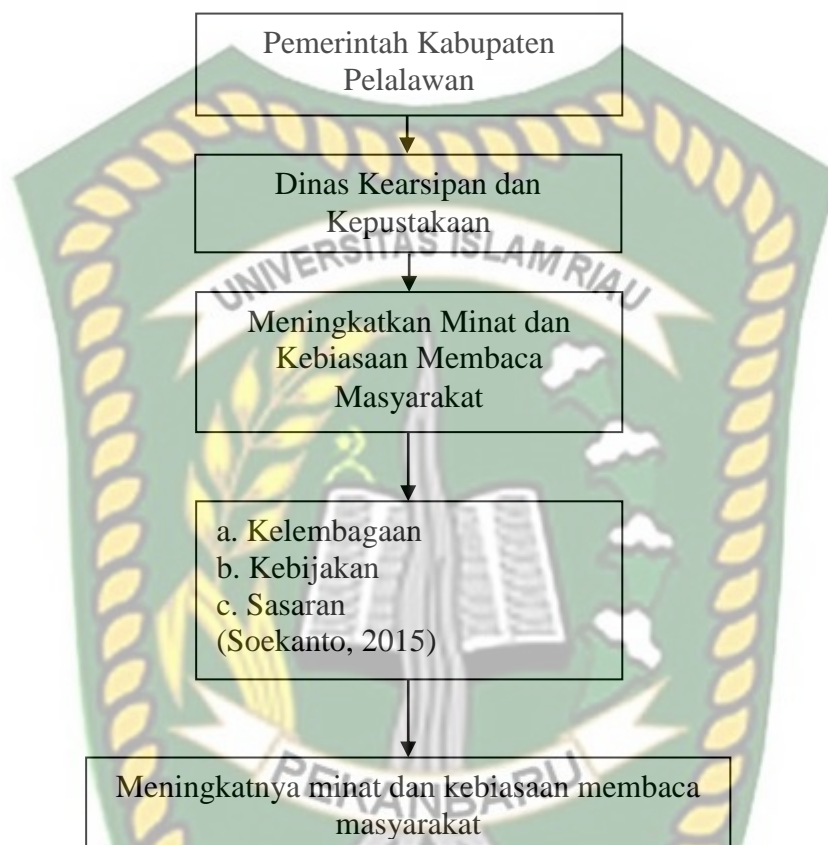 Pemerintah Kabupaten
Pelalawan
Dinas Kearsipan dan
Kepustakaan
UNIVERSITAS ISLAM RIAU
Meningkatkan Minat dan
Kebiasaan Membaca
Masyarakat
a. Kelembagaan
b. Kebijakan
c. Sasaran
(Soekanto, 2015)
PEKANBARU
Meningkatnya minat dan kebiasaan membaca
masyarakat